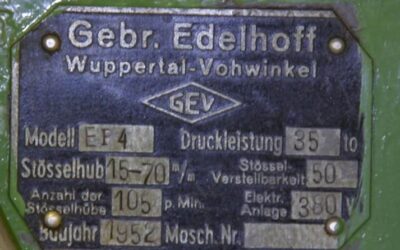 Gebr. Edelhoff
Wuppertal-Vohwinkel
GEV
Modell EE4 Druckleistung 35 to
Stösselhub 15-70 m/m Stössel-Verstellbarkeit 50
Anzahl der Stösselhübe 105 p. Min. Elektr. Anlage 380 V
Baujahr 1952 Masch. Nr.